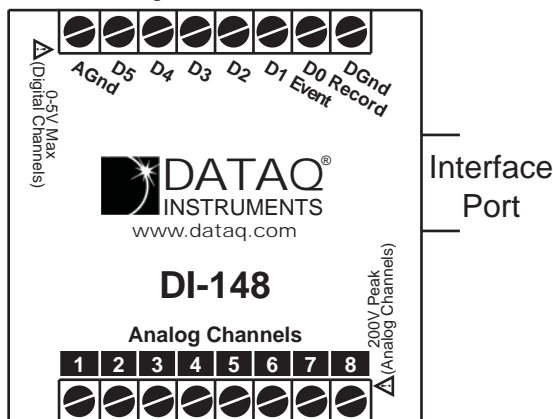 AGnd D5 D4 D3 D2 D1 Event D0 Record DGnd
0-5V Max
(Digital Channels)
DATAQ®
INSTRUMENTS
www.dataq.com
Interface
Port
DI-148
200V Peak
(Analog Channels)
Analog Channels
1 2 3 4 5 6 7 8